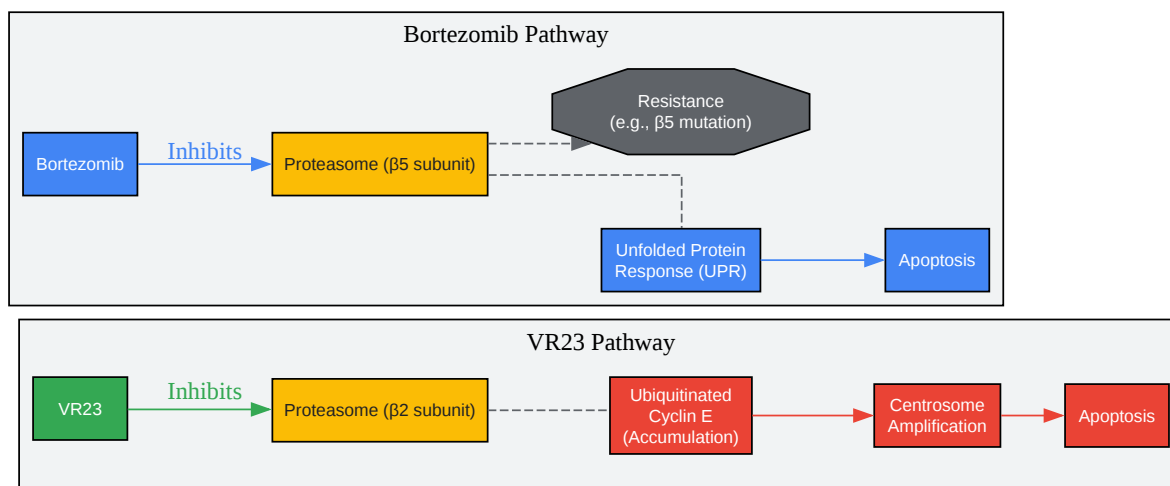 Bortezomib Pathway
Resistance
(e.g., β5 mutation)
Bortezomib
Inhibits
Proteasome (β5 subunit)
Unfolded Protein
Response (UPR)
Apoptosis
VR23 Pathway
VR23
Inhibits
Proteasome (β2 subunit)
Ubiquitinated
Cyclin E
(Accumulation)
Centrosome
Amplification
Apoptosis